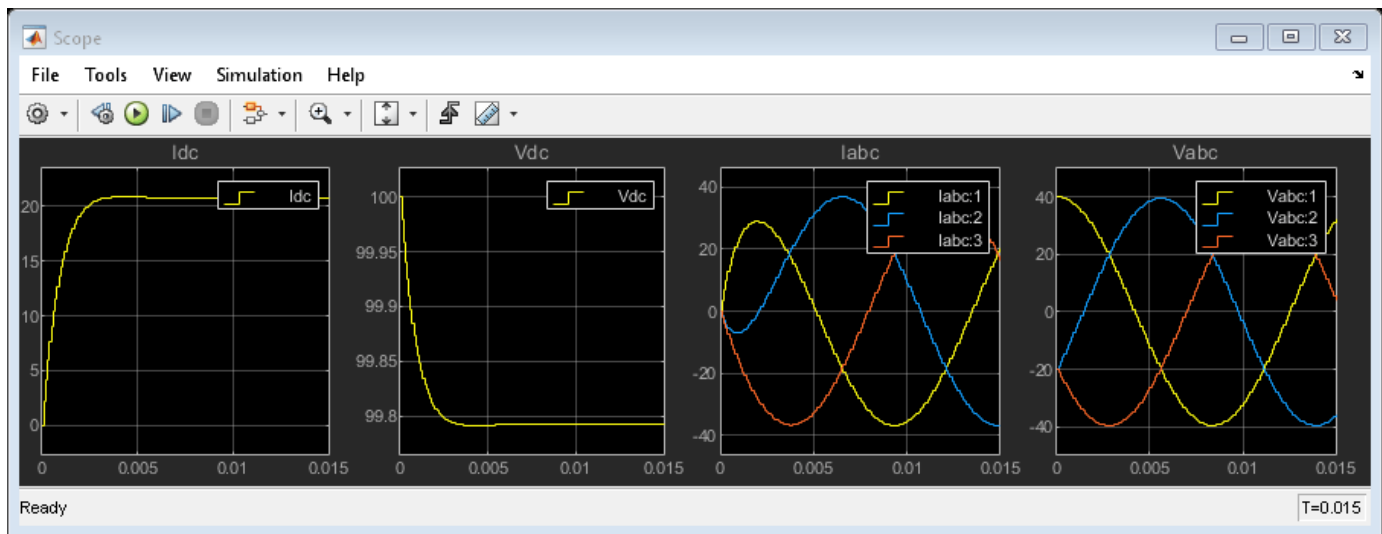 Scope
File Tools View Simulation Help
Idc
Idc
20
15
10
5
0
0 0.005 0.01 0.015
Vdc
Vdc
100
99.95
99.9
99.85
99.8
0 0.005 0.01 0.015
Iabc
Iabc:1
Iabc:2
Iabc:3
40
20
0
-20
-40
0 0.005 0.01 0.015
Vabc
Vabc:1
Vabc:2
Vabc:3
40
20
0
-20
-40
0 0.005 0.01 0.015
Ready T=0.015